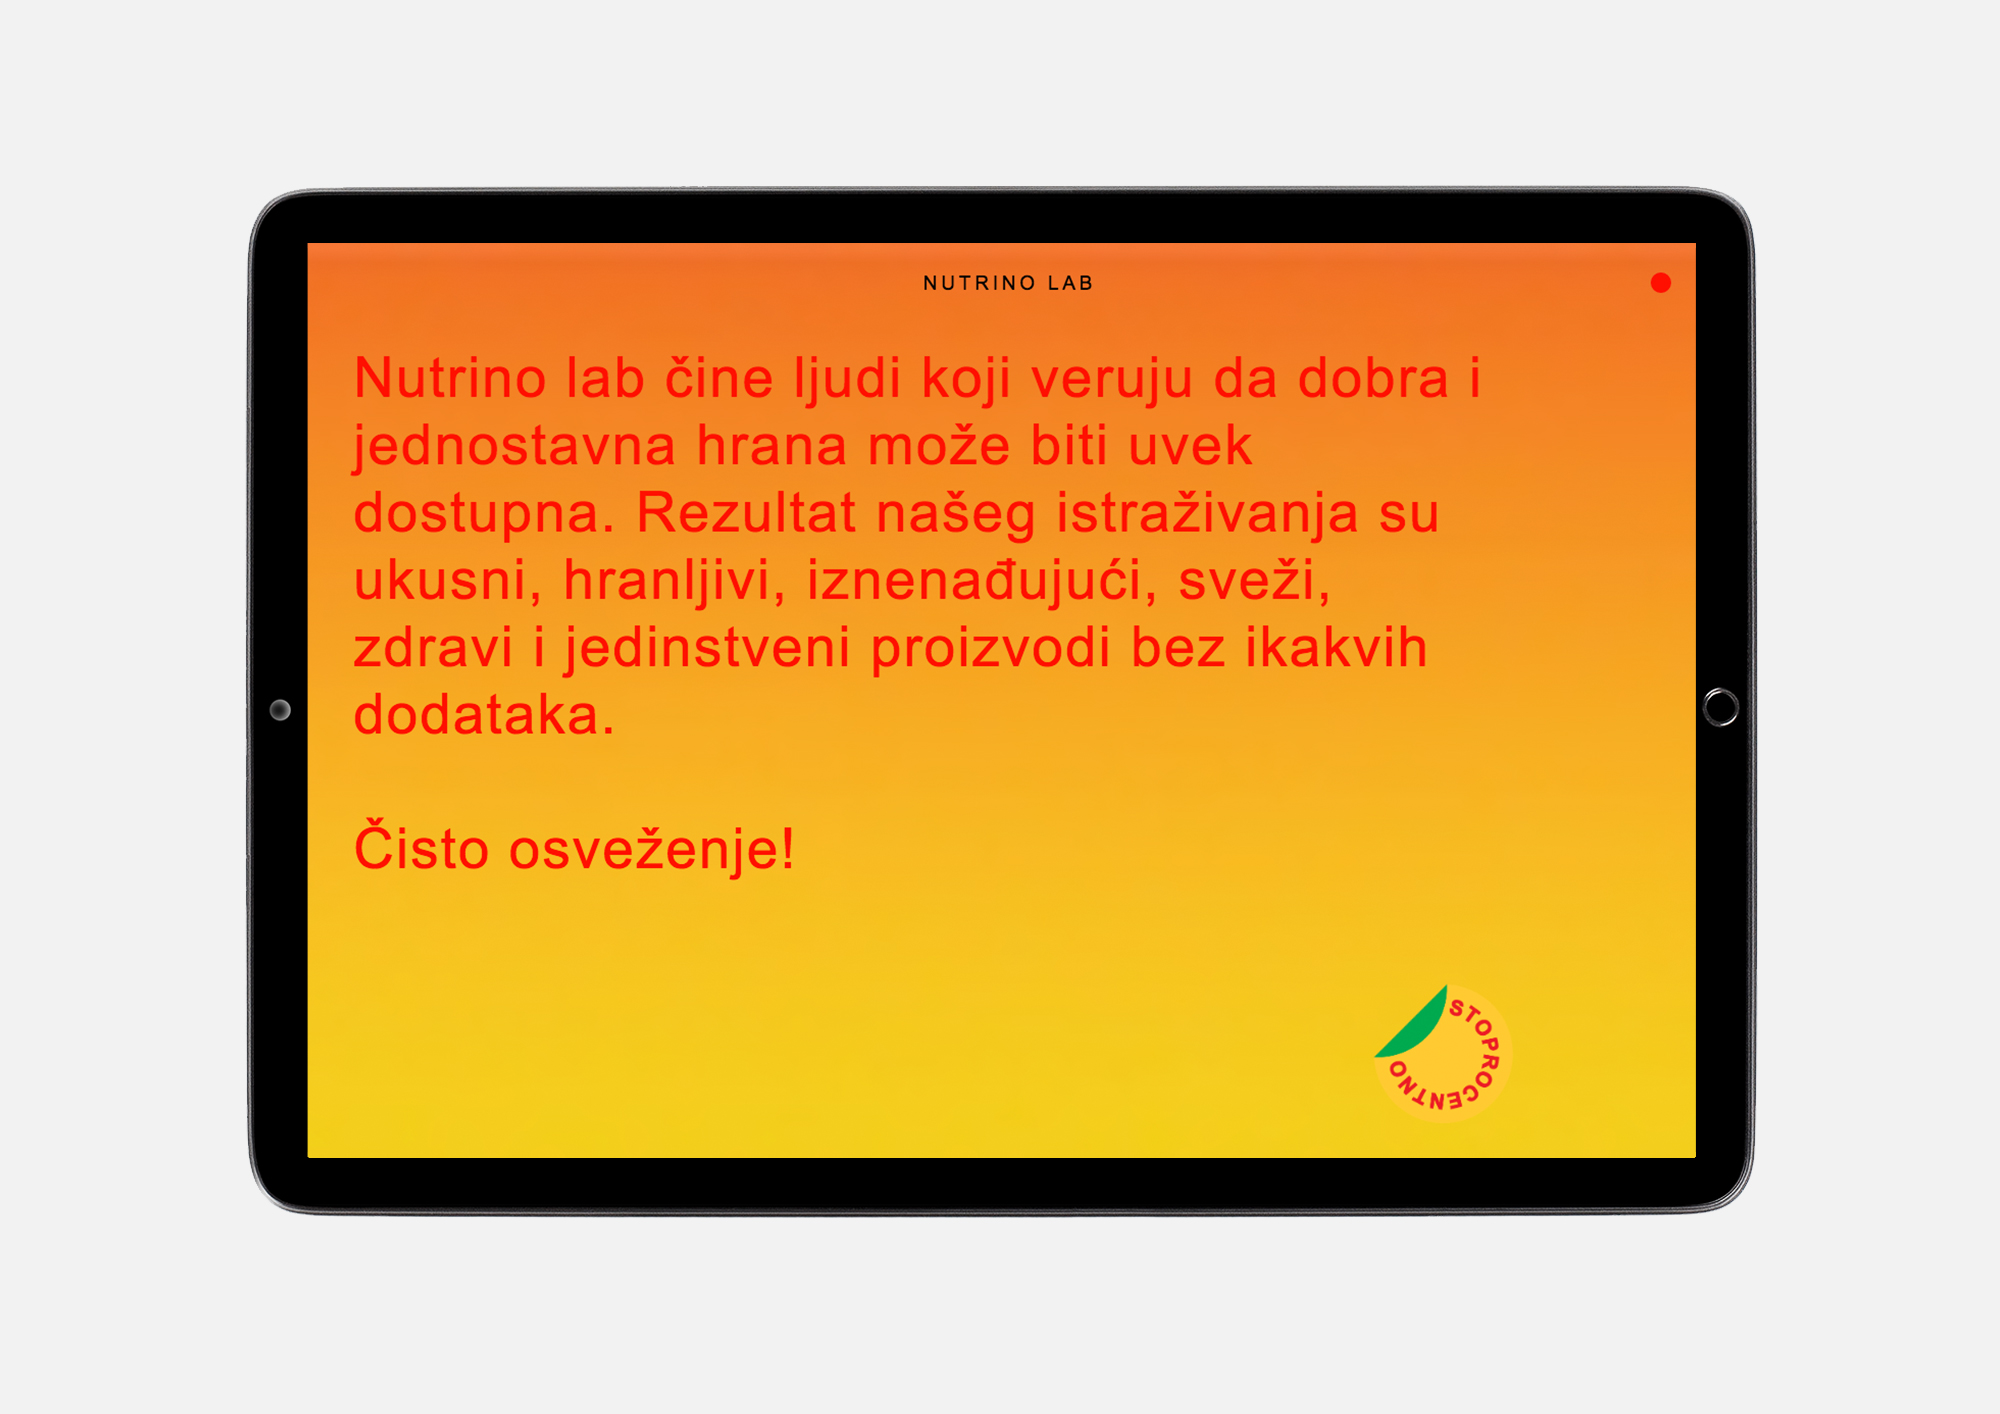 NUTRINO LAB
Nutrino lab čine ljudi koji veruju da dobra i
jednostavna hrana može biti uvek
dostupna. Rezultat našeg istraživanja su
ukusni, hranljivi, iznenađujući, sveži,
zdravi i jedinstveni proizvodi bez ikakvih
dodataka.
Čisto osveženje!
STOPROCENTNO